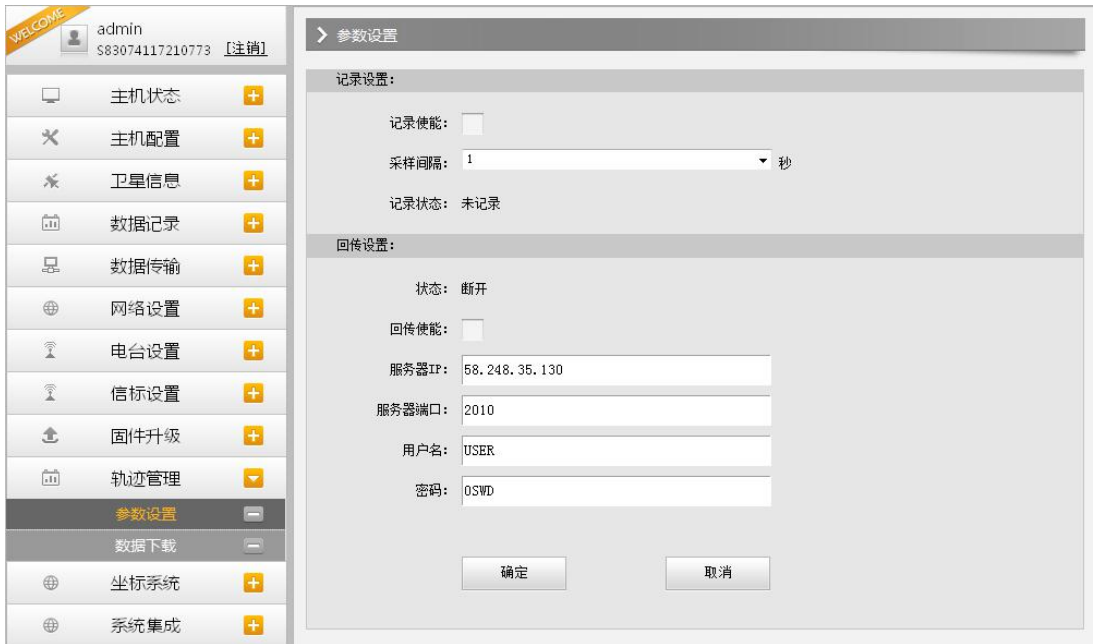 WELCOME
admin
S83074117210773 [注销]
主机状态
主机配置
卫星信息
数据记录
数据传输
网络设置
电台设置
信标设置
固件升级
轨迹管理
参数设置
数据下载
坐标系统
系统集成
参数设置
记录设置:
记录使能:
采样间隔: 1 秒
记录状态: 未记录
回传设置:
状态: 断开
回传使能:
服务器IP: 58.248.35.130
服务器端口: 2010
用户名: USER
密码: OSWD
确定 取消